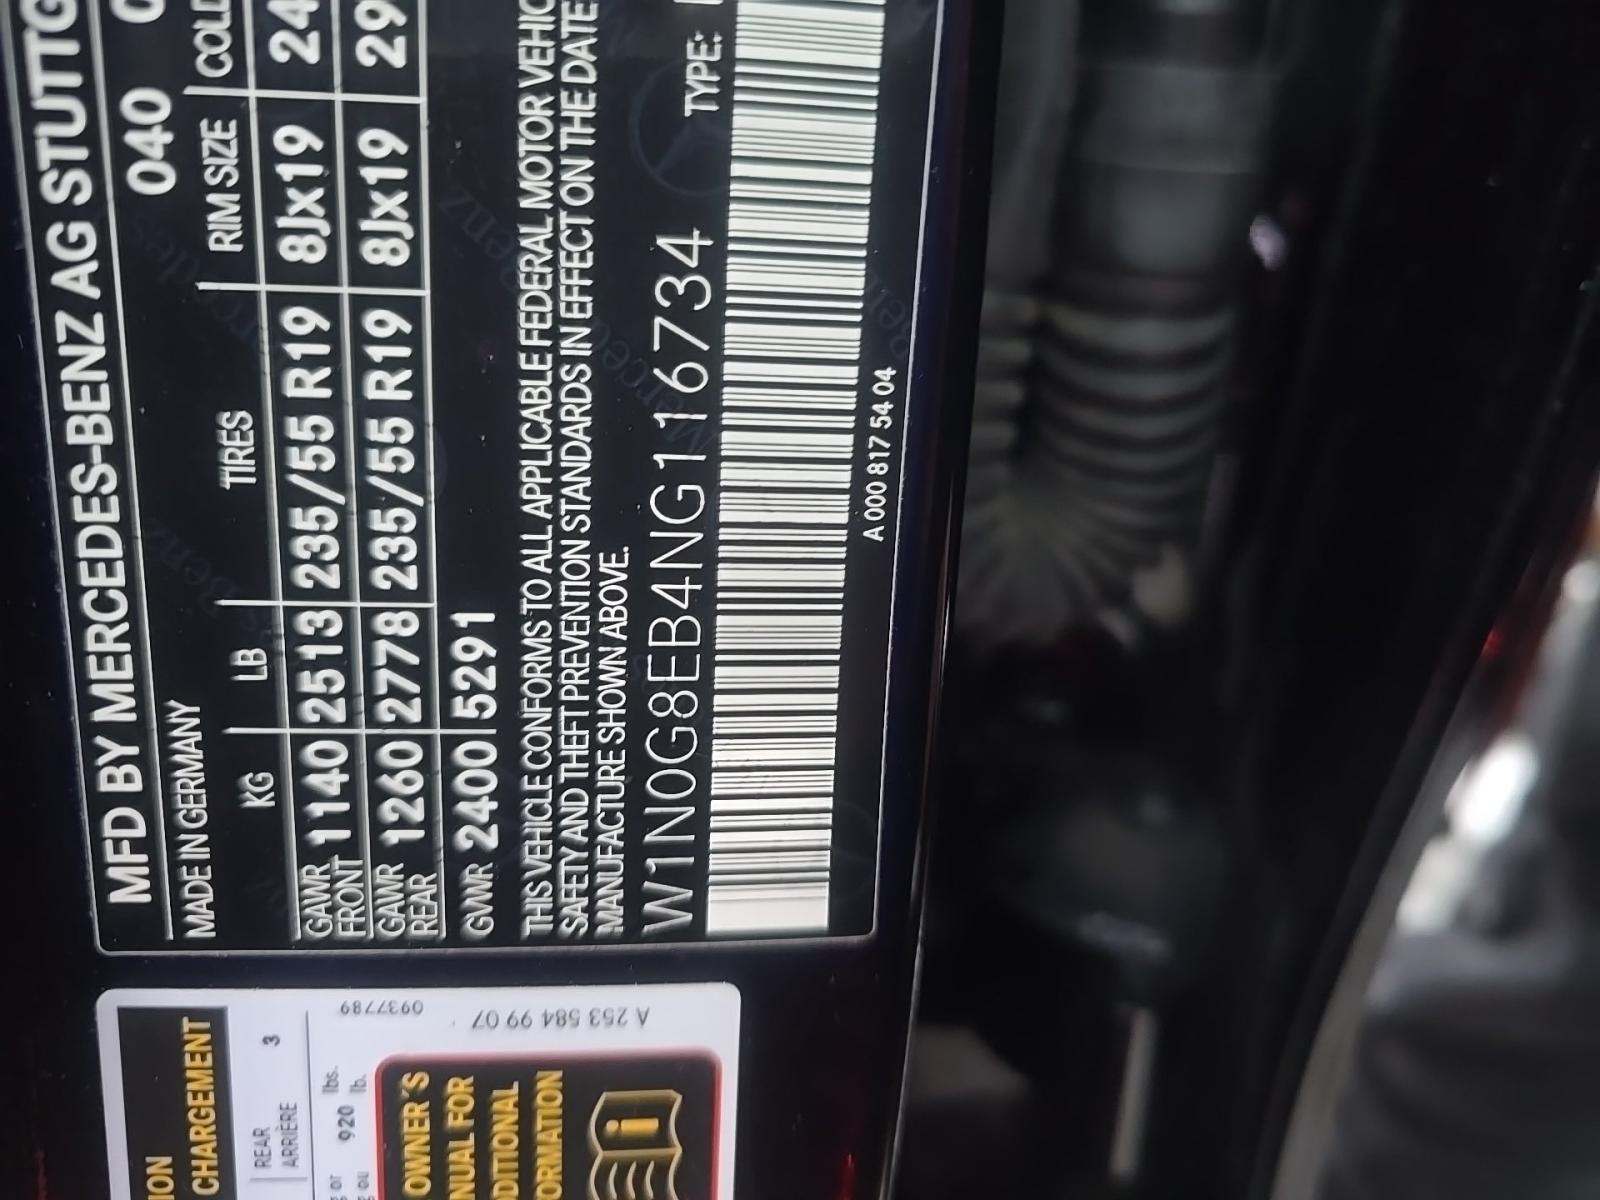 MFD BY MERCEDES-BENZ AG STUTTG
MADE IN GERMANY 040
KG LB TIRES RIM SIZE COLD
GAWR FRONT 1140 2513 235/55 R19 8Jx19 24
GAWR REAR 1260 2778 235/55 R19 8Jx19 29
GVWR 2400 5291
THIS VEHICLE CONFORMS TO ALL APPLICABLE FEDERAL MOTOR VEHIC
SAFETY AND THEFT PREVENTION STANDARDS IN EFFECT ON THE DATE
MANUFACTURE SHOWN ABOVE.
W1N0G8EB4NG116734 TYPE:
A 000 817 54 04
CHARGEMENT
REAR 3
ARRIÈRE
920 lbs.
lb.
0937789
A 253 584 99 07
OWNER'S
NUAL FOR
DITIONAL
ORMATION